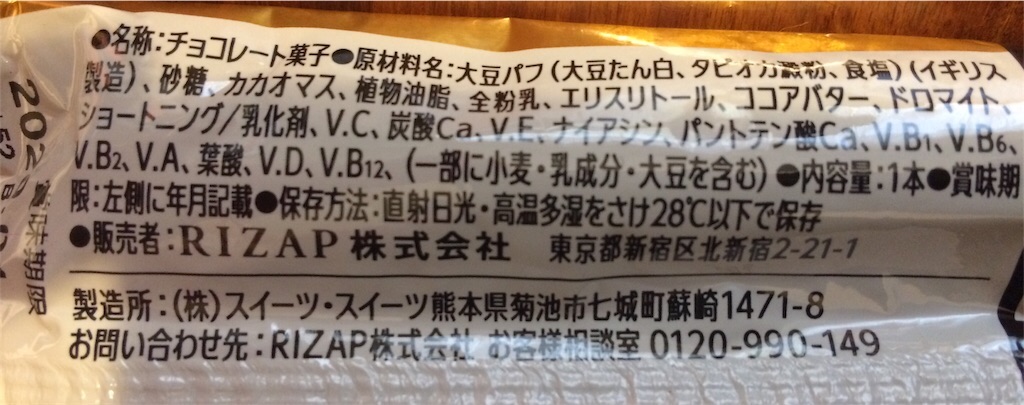 ●名称:チョコレート菓子●原材料名:大豆パフ(大豆たん白、タピオカ澱粉、食塩)(イギリス
製造)、砂糖、カカオマス、植物油脂、全粉乳、エリスリトール、ココアバター、ドロマイト、
ショートニング/乳化剤、V.C、炭酸Ca、V.E、ナイアシン、パントテン酸Ca、V.B1、V.B6、
V.B2、V.A、葉酸、V.D、V.B12、(一部に小麦・乳成分・大豆を含む)●内容量:1本●賞味期
限:左側に年月記載●保存方法:直射日光・高温多湿をさけ28℃以下で保存
●販売者:RIZAP株式会社 東京都新宿区北新宿2-21-1
製造所:(株)スイーツ・スイーツ熊本県菊池市七城町蘇崎1471-8
お問い合わせ先:RIZAP株式会社 お客様相談室 0120-990-149
賞味期限